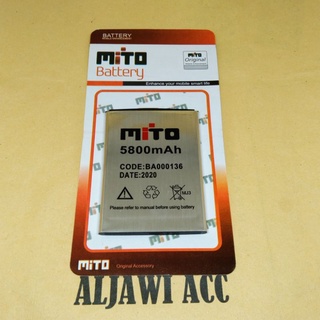 BATTERY
MITO
Battery
MITO
Original
Enhance your mobile smart life
MITO
5800mAh
CODE:BA000136
DATE:2020
Please refer to manual before using battery
MITO
Original Accessory
ALJAWI ACC